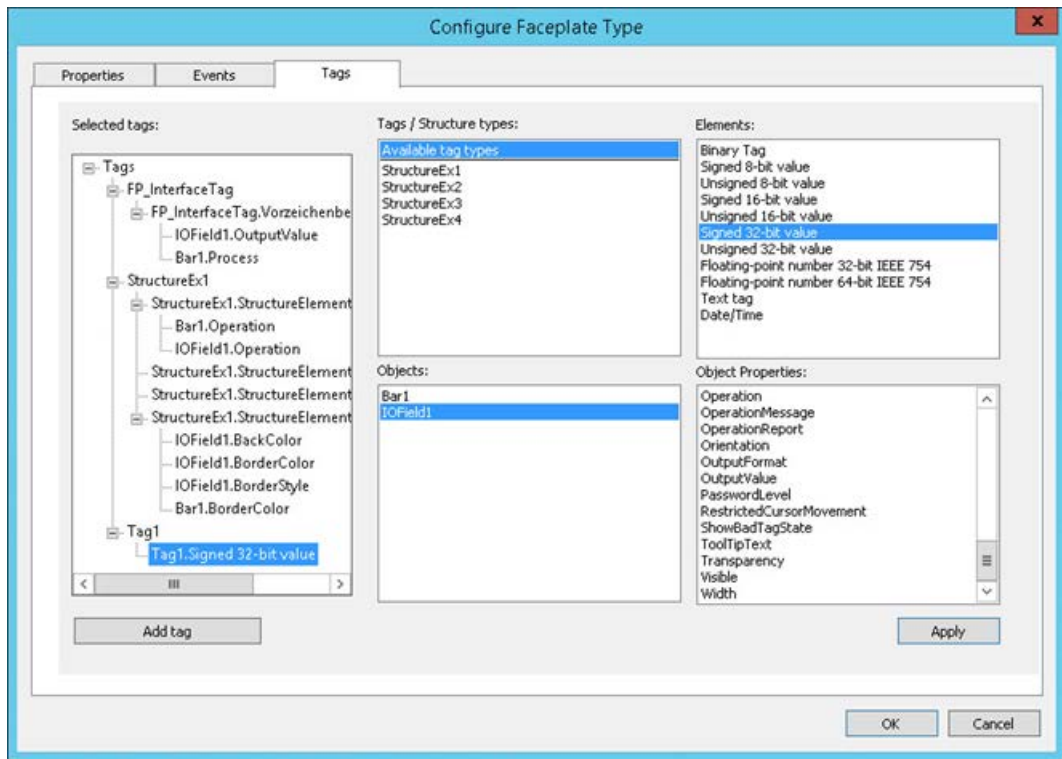 Configure Faceplate Type
x
Properties
Events
Tags
Selected tags:
Tags
FP_InterfaceTag
FP_InterfaceTag.Vorzeichenbe
IOField1.OutputValue
Bar1.Process
StructureEx1
StructureEx1.StructureElement
Bar1.Operation
IOField1.Operation
StructureEx1.StructureElement
StructureEx1.StructureElement
StructureEx1.StructureElement
IOField1.BackColor
IOField1.BorderColor
IOField1.BorderStyle
Bar1.BorderColor
Tag1
Tag1.Signed 32-bit value
Add tag
Tags / Structure types:
Available tag types
StructureEx1
StructureEx2
StructureEx3
StructureEx4
Elements:
Binary Tag
Signed 8-bit value
Unsigned 8-bit value
Signed 16-bit value
Unsigned 16-bit value
Signed 32-bit value
Unsigned 32-bit value
Floating-point number 32-bit IEEE 754
Floating-point number 64-bit IEEE 754
Text tag
Date/Time
Objects:
Bar1
IOField1
Object Properties:
Operation
OperationMessage
OperationReport
Orientation
OutputFormat
OutputValue
PasswordLevel
RestrictedCursorMovement
ShowBadTagState
ToolTipText
Transparency
Visible
Width
Apply
OK
Cancel